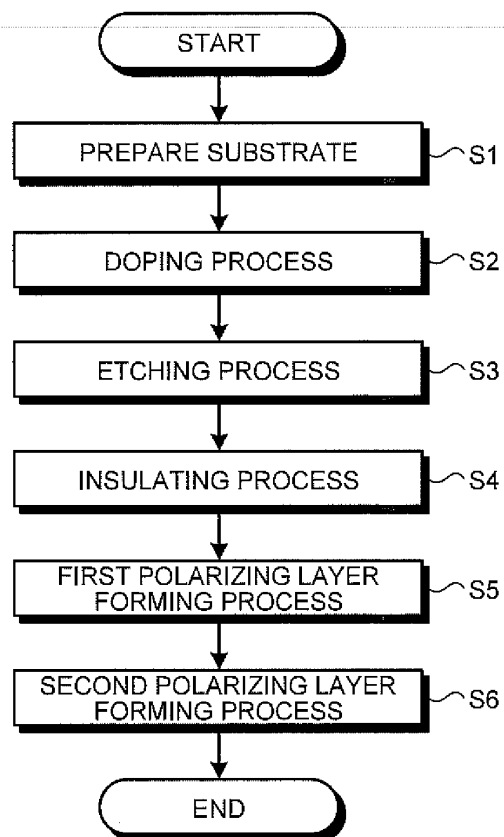 START
PREPARE SUBSTRATE
S1
DOPING PROCESS
S2
ETCHING PROCESS
S3
INSULATING PROCESS
S4
FIRST POLARIZING LAYER
FORMING PROCESS
S5
SECOND POLARIZING LAYER
FORMING PROCESS
S6
END